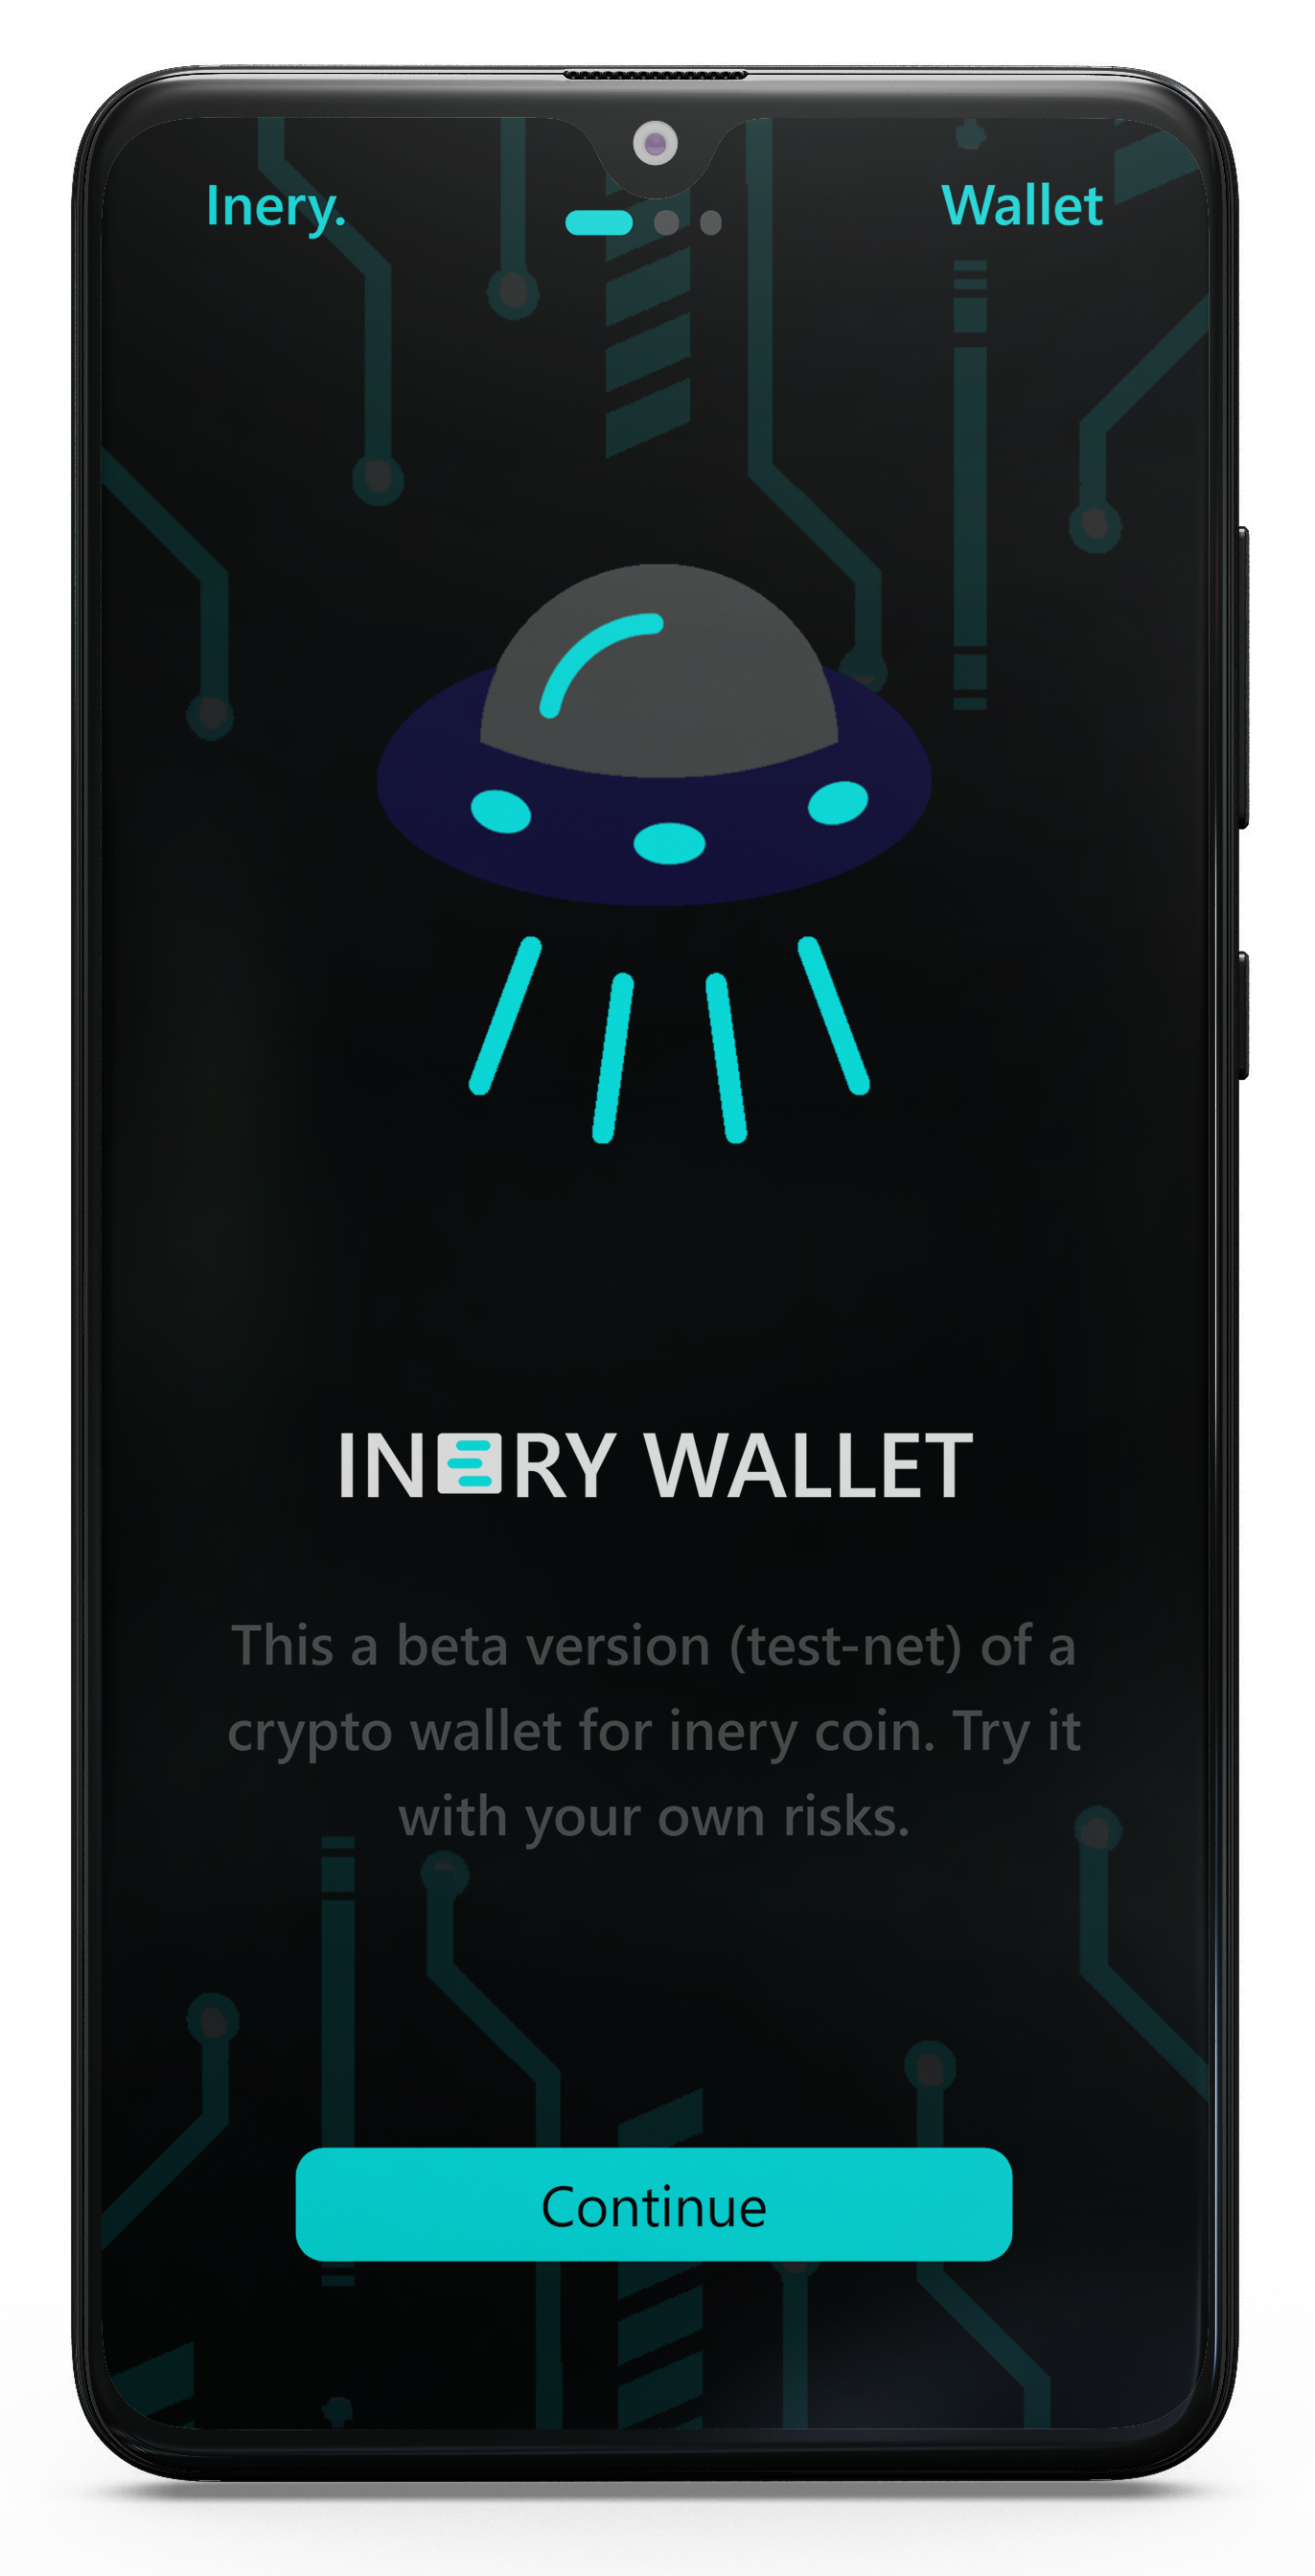 Inery.
Wallet
INERY WALLET
This a beta version (test-net) of a
crypto wallet for inery coin. Try it
with your own risks.
Continue